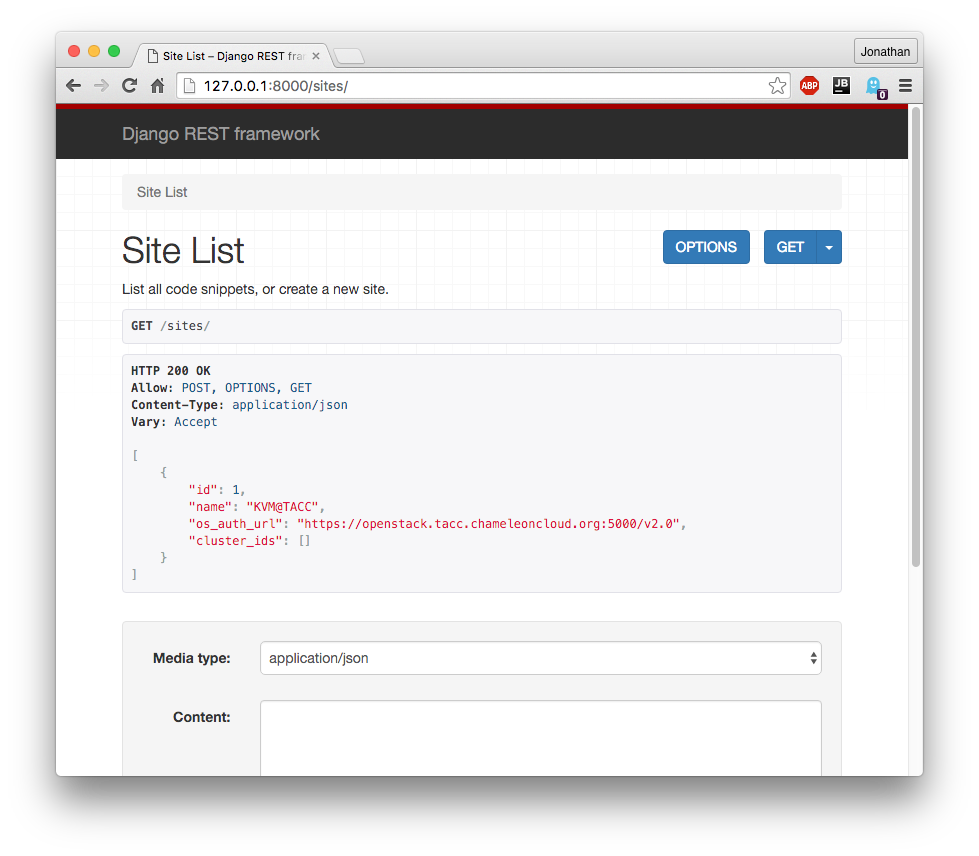 Site List – Django REST fra
Jonathan
127.0.0.1:8000/sites/
ABP
JB
0
Django REST framework
Site List
Site List
OPTIONS
GET
List all code snippets, or create a new site.
GET /sites/
HTTP 200 OK
Allow: POST, OPTIONS, GET
Content-Type: application/json
Vary: Accept
[
{
"id": 1,
"name": "KVM@TACC",
"os_auth_url": "https://openstack.tacc.chameleoncloud.org:5000/v2.0",
"cluster_ids": []
}
]
Media type:
application/json
Content: